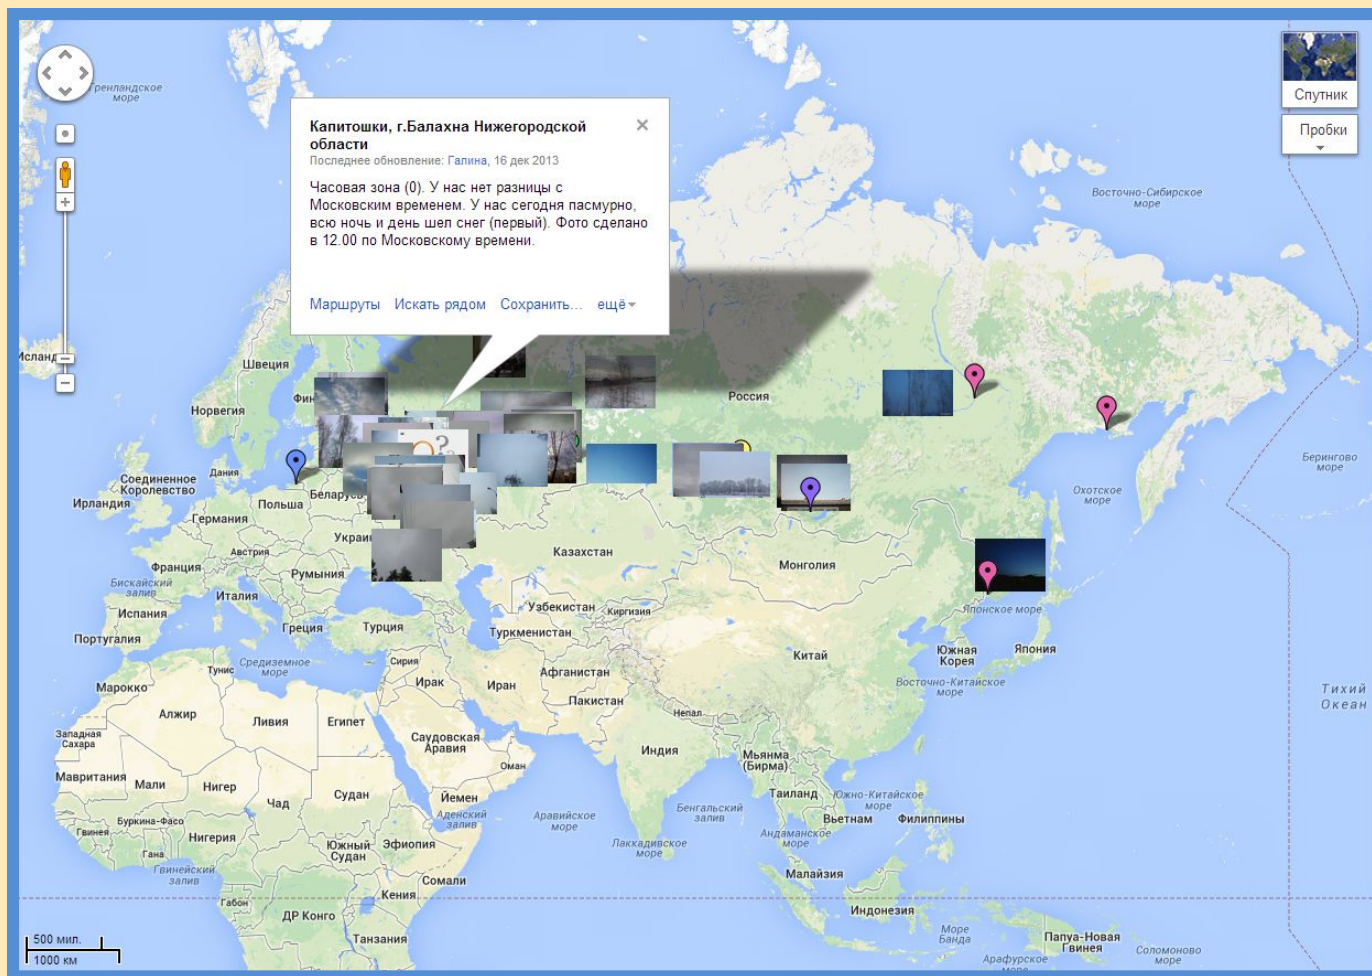 Гренландское
море
Спутник
Пробки
Капитошки, г.Балахна Нижегородской
области
Последнее обновление: Галина, 16 дек 2013
Часовая зона (0). У нас нет разницы с
Московским временем. У нас сегодня пасмурно,
всю ночь и день шел снег (первый). Фото сделано
в 12.00 по Московскому времени.
Маршруты Искать рядом Сохранить... ещё
Восточно-Сибирское
море
Швеция
Россия
Норвегия
Берингово
море
Соединенное
Королевство
Дания
Ирландия
Польша
Охотское
море
Германия
Австрия
Казахстан
Монголия
Франция
Румыния
Бискайский
залив
Италия
Испания
Узбекистан
Киргизия
Японское море
Греция
Турция
Туркменистан
Португалия
Южная
Корея
Япония
Китай
Тунис
Средиземное
море
Сирия
Афганистан
Марокко
Ирак
Иран
Пакистан
Восточно-Китайское
море
Тихий
Океан
Алжир
Ливия
Египет
Непал
Западная
Сахара
Саудовская
Аравия
Индия
Мьянма
(Бирма)
Оман
Мавритания
Мали
Нигер
Чад
Судан
Йемен
Аденский
залив
Аравийское
море
Бенгальский
залив
Таиланд
Южно-Китайское
море
Вьетнам
Филиппины
Буркина-Фасо
Гвинея
Нигерия
Гана
Южный
Судан
Эфиопия
Лаккадивское
море
Андаманское
море
Гвинейский
залив
Малайзия
Сомали
Кения
Габон
ДР Конго
Индонезия
Танзания
Море
Банда
Папуа-Новая
Гвинея
Соломоново
море
Арафурское
500 мил.
1000 км